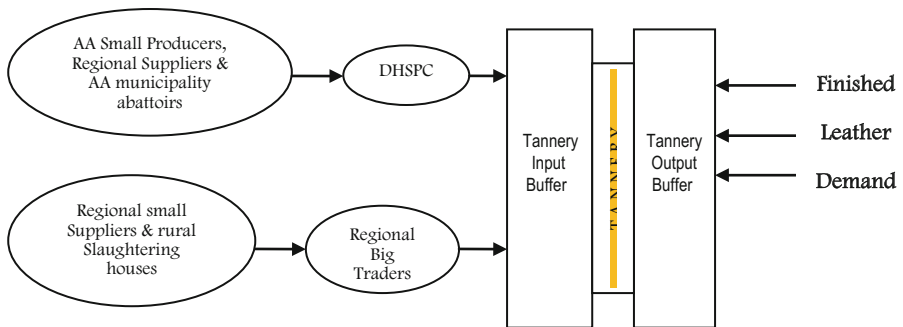 AA Small Producers,
Regional Suppliers &
AA municipality
abattoirs
DHSPC
Regional small
Suppliers & rural
Slaughtering
houses
Regional
Big
Traders
Tannery
Input
Buffer
TANNERY
Tannery
Output
Buffer
Finished
Leather
Demand